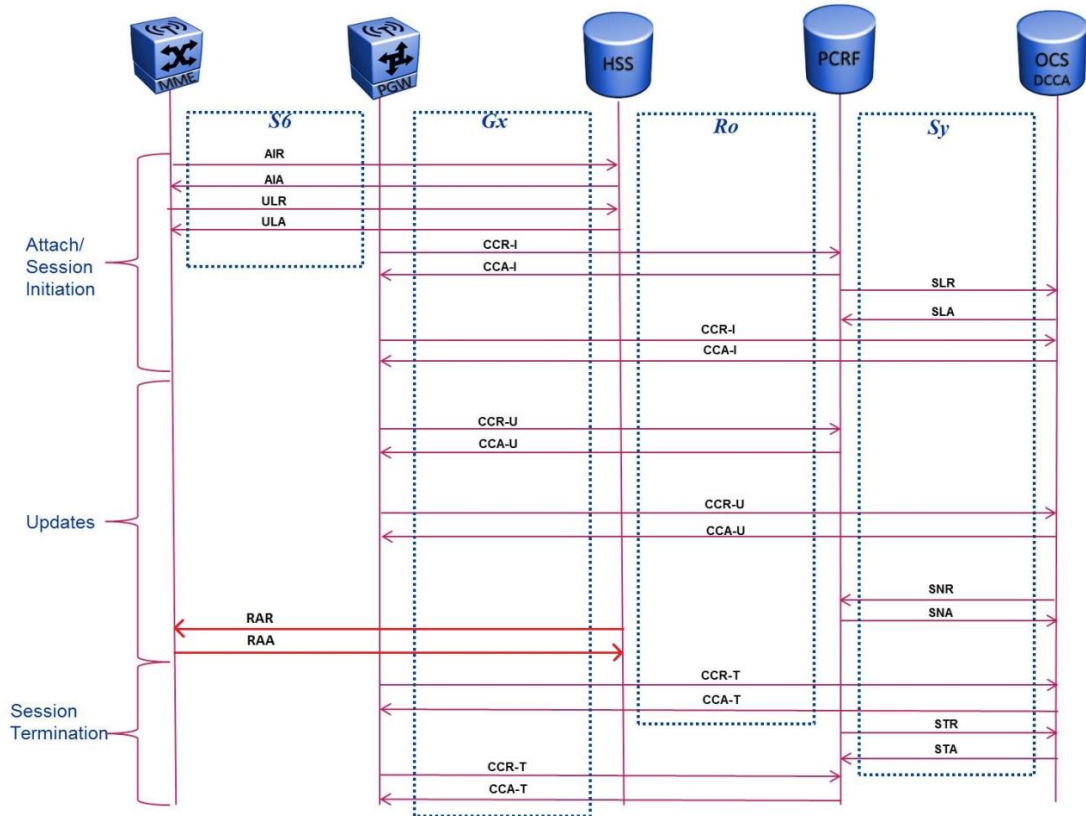 MME
PGW
HSS
PCRF
OCS
DCCA
S6
Gx
Ro
Sy
AIR
AIA
ULR
ULA
Attach/
Session
Initiation
CCR-I
CCA-I
SLR
SLA
CCR-I
CCA-I
CCR-U
CCA-U
Updates
CCR-U
CCA-U
SNR
SNA
RAR
RAA
Session
Termination
CCR-T
CCA-T
STR
STA
CCR-T
CCA-T